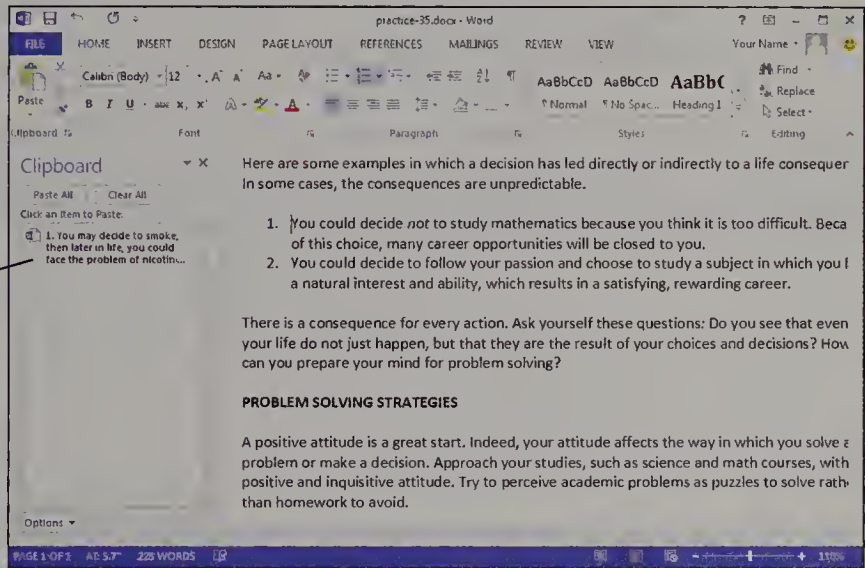 practice-35.docx - Word
FILE HOME INSERT DESIGN PAGE LAYOUT REFERENCES MAILINGS REVIEW VIEW Your Name
Calibri (Body) 12 A A Aa
Find
AaBbCcD AaBbCcD AaBb(
Replace
Paste B I U abc x, x' A
¶ Normal ¶ No Spac... Heading 1
Select
Clipboard Font Paragraph Styles Editing
Clipboard
Paste All Clear All
Click an Item to Paste:
1. You may decide to smoke,
then later in life, you could
face the problem of nicotin...
Options
Here are some examples in which a decision has led directly or indirectly to a life consequer
In some cases, the consequences are unpredictable.
1. You could decide not to study mathematics because you think it is too difficult. Beca
of this choice, many career opportunities will be closed to you.
2. You could decide to follow your passion and choose to study a subject in which you
a natural interest and ability, which results in a satisfying, rewarding career.
There is a consequence for every action. Ask yourself these questions: Do you see that even
your life do not just happen, but that they are the result of your choices and decisions? How
can you prepare your mind for problem solving?
PROBLEM SOLVING STRATEGIES
A positive attitude is a great start. Indeed, your attitude affects the way in which you solve a
problem or make a decision. Approach your studies, such as science and math courses, with
positive and inquisitive attitude. Try to perceive academic problems as puzzles to solve rath
than homework to avoid.
PAGE 1 OF 2 AT: 5.7" 228 WORDS 110%